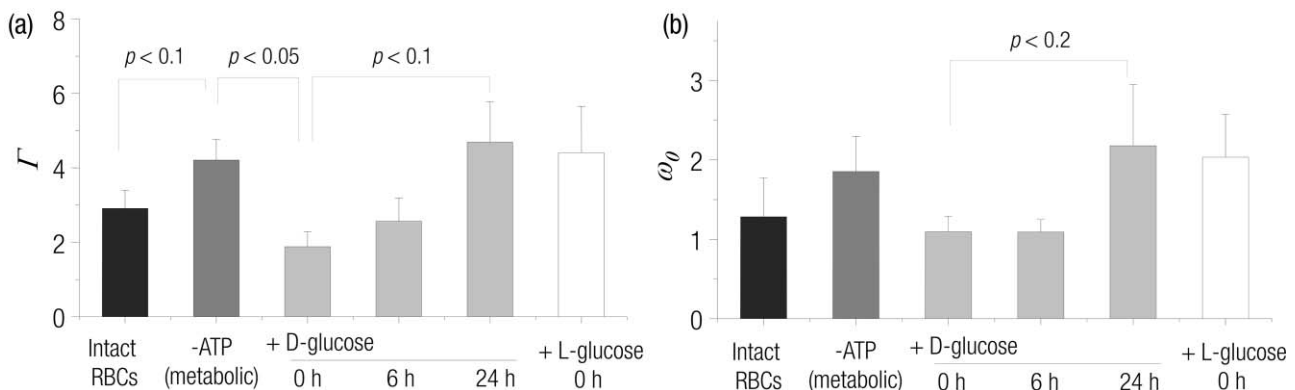 (a)
8
6
4
2
0
Γ
p < 0.1
p < 0.05
p < 0.1
Intact RBCs
-ATP (metabolic)
+ D-glucose
0 h
6 h
24 h
+ L-glucose
0 h
(b)
3
2
1
0
ω0
p < 0.2
Intact RBCs
-ATP (metabolic)
+ D-glucose
0 h
6 h
24 h
+ L-glucose
0 h